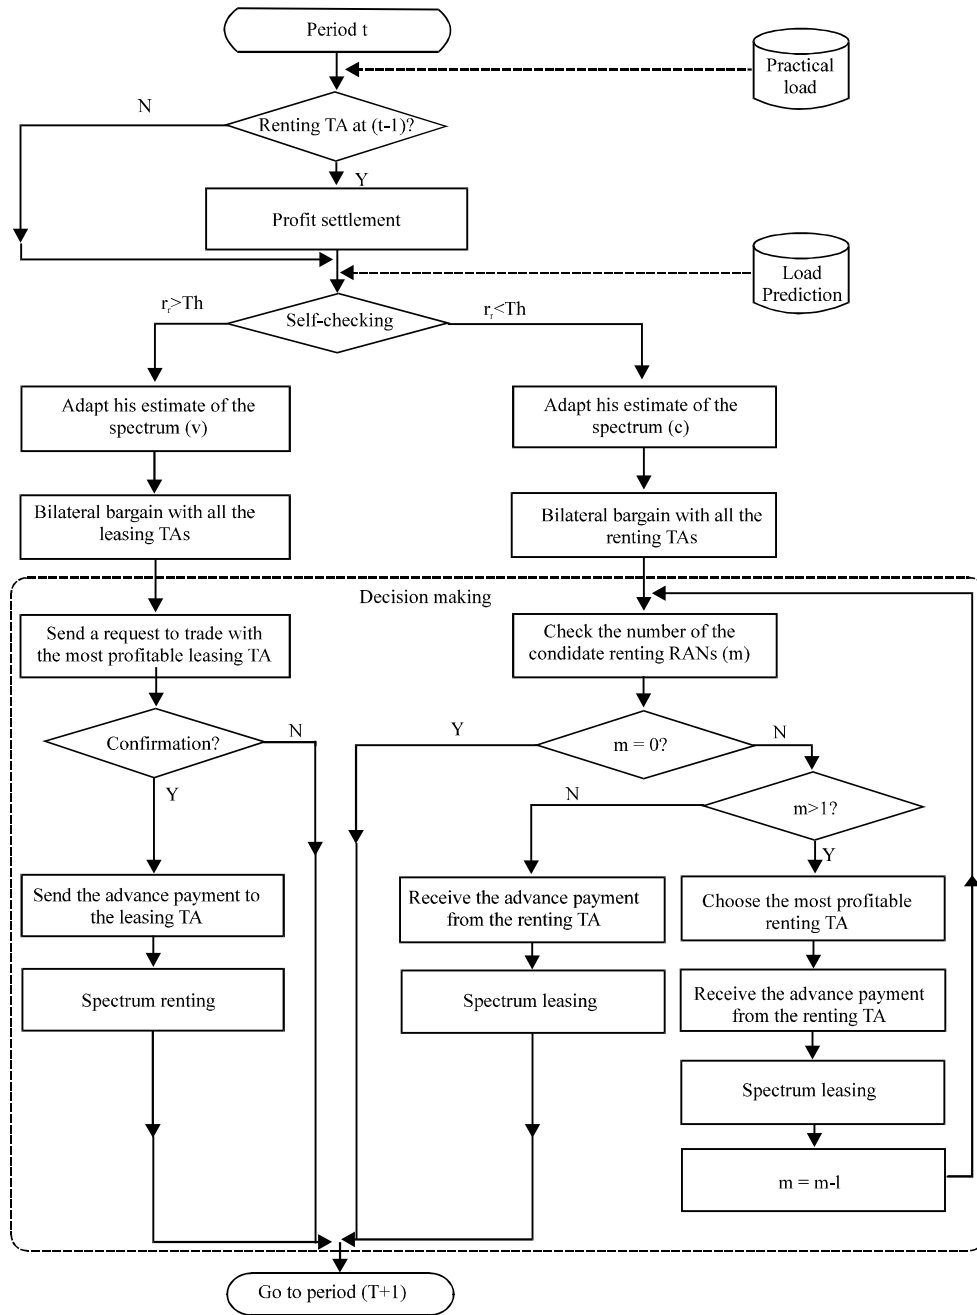 Period t
Practical
load
N
Renting TA at (t-1)?
Y
Profit settlement
Load
Prediction
r_r>Th
Self-checking
r_r<Th
Adapt his estimate of the
spectrum (v)
Adapt his estimate of the
spectrum (c)
Bilateral bargain with all the
leasing TAs
Bilateral bargain with all the
renting TAs
Decision making
Send a request to trade with
the most profitable leasing TA
Check the number of the
candidate renting RANs (m)
Confirmation?
N
Y
Y
m = 0?
N
N
m>1?
Y
Send the advance payment to
the leasing TA
Receive the advance payment
from the renting TA
Choose the most profitable
renting TA
Spectrum renting
Spectrum leasing
Receive the advance payment
from the renting TA
Spectrum leasing
m = m-l
Go to period (T+1)